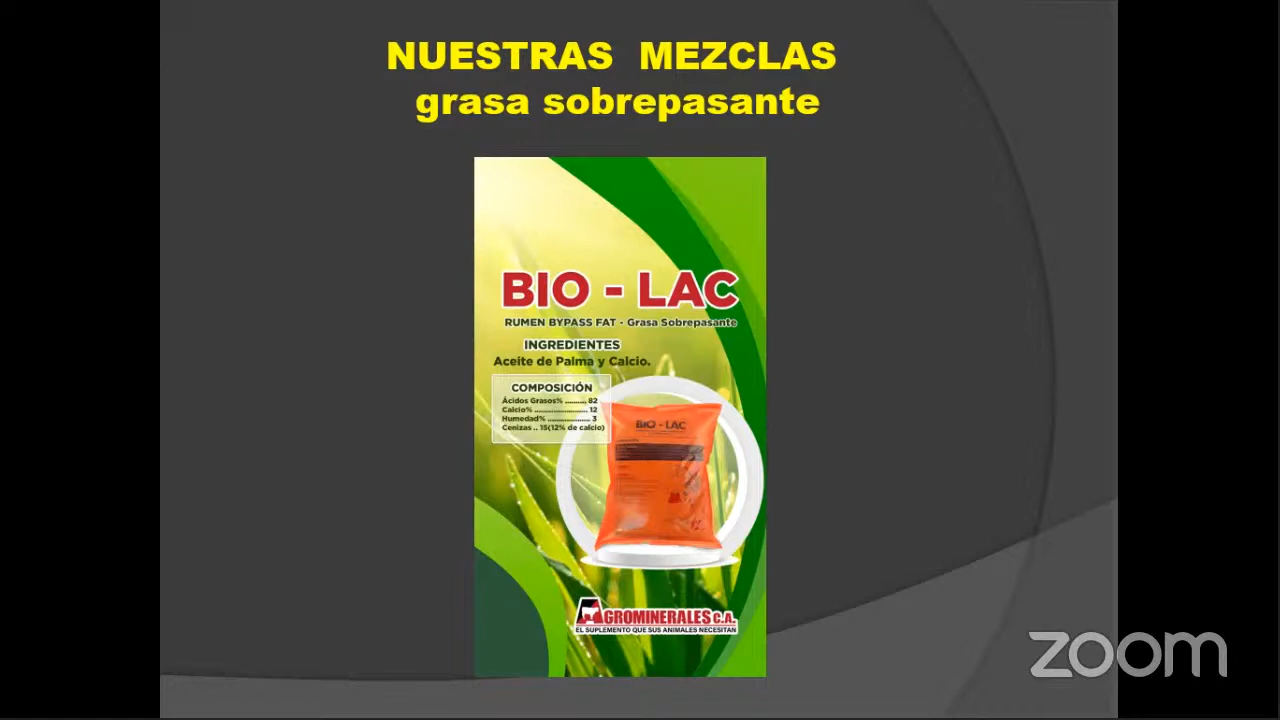 NUESTRAS MEZCLAS
grasa sobrepasante
BIO - LAC
RUMEN BYPASS FAT - Grasa Sobrepasante
INGREDIENTES
Aceite de Palma y Calcio.
COMPOSICIÓN
Ácidos Grasos% .......... 82
Calcio% ........................ 12
Humedad% ................... 3
Cenizas .. 15(12% de calcio)
BIO - LAC
AGROMINERALES C.A.
EL SUPLEMENTO QUE SUS ANIMALES NECESITAN
zoom